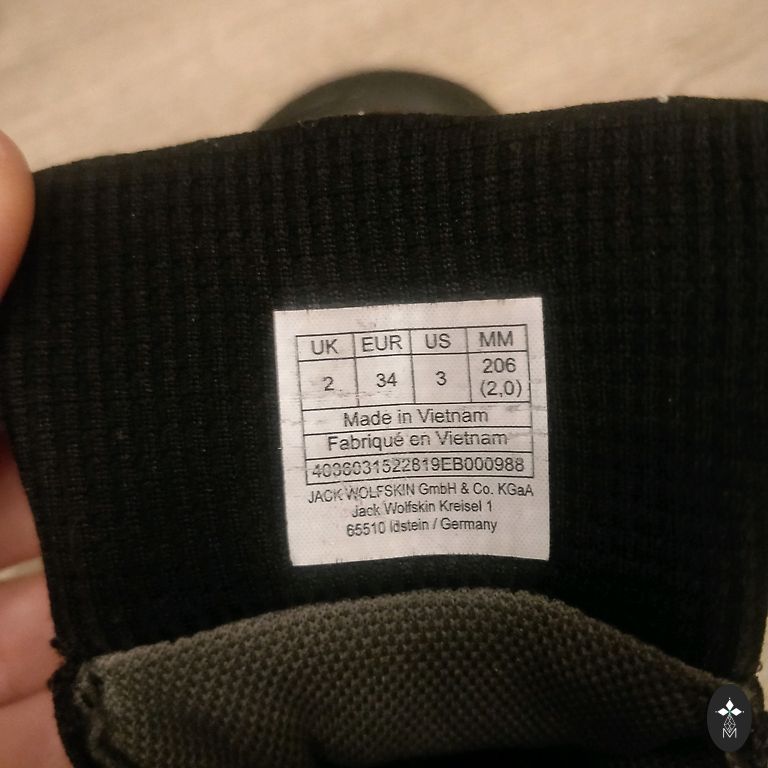 UK EUR US MM
2 34 3 206
(2,0)
Made in Vietnam
Fabriqué en Vietnam
4036031522819EB000988
JACK WOLFSKIN GmbH & Co. KGaA
Jack Wolfskin Kreisel 1
65510 Idstein / Germany
M